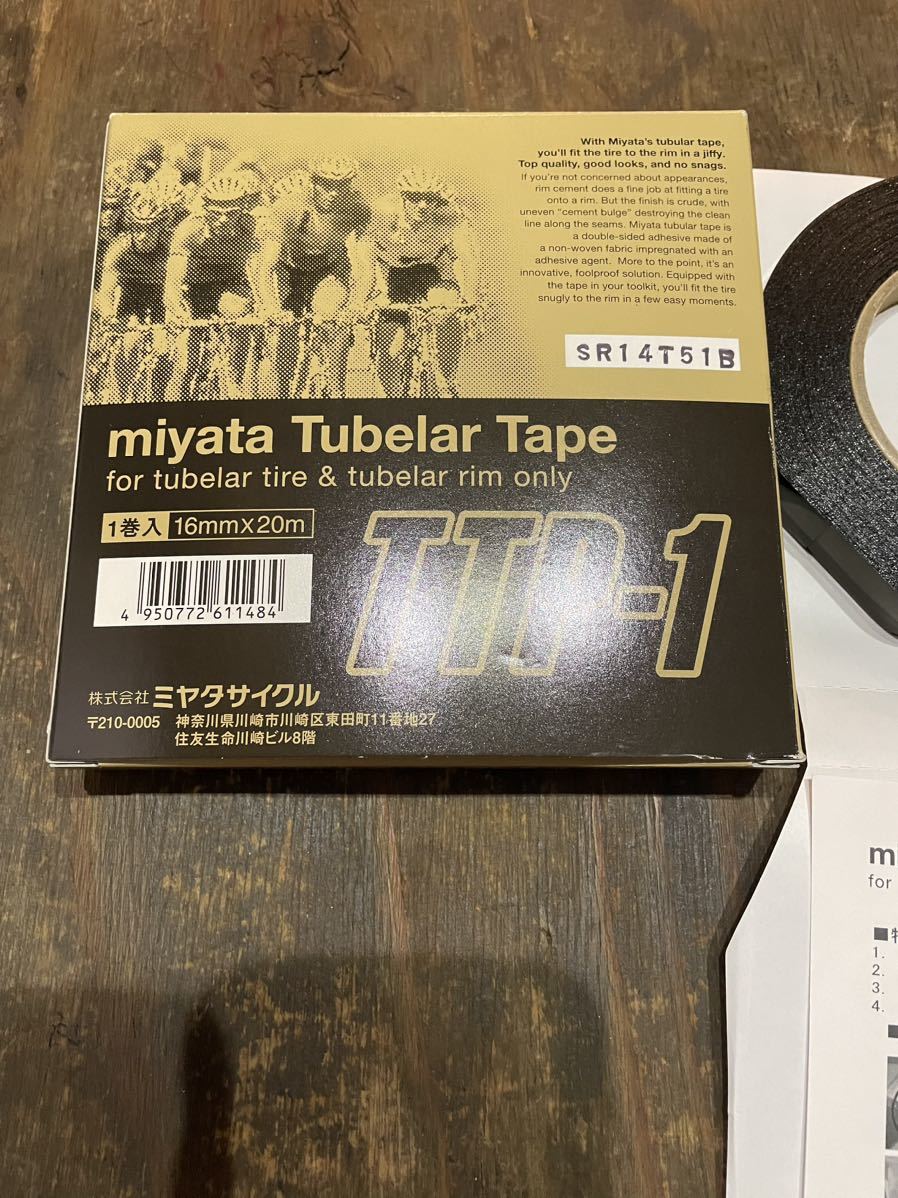 With Miyata's tubular tape,
you'll fit the tire to the rim in a jiffy.
Top quality, good looks, and no snags.
If you're not concerned about appearances,
rim cement does a fine job at fitting a tire
onto a rim. But the finish is crude, with
uneven "cement bulge" destroying the clean
line along the seams. Miyata tubular tape is
a double-sided adhesive made of
a non-woven fabric impregnated with an
adhesive agent. More to the point, it's an
innovative, foolproof solution. Equipped with
the tape in your toolkit, you'll fit the tire
snugly to the rim in a few easy moments.
SR14T51B
miyata Tubelar Tape
for tubelar tire & tubelar rim only
1巻入 16mmX20m
TTP-1
4 950772 611484
株式会社 ミヤタサイクル
〒210-0005 神奈川県川崎市川崎区東田町11番地27
住友生命川崎ビル8階
for
1.
2.
3.
4.